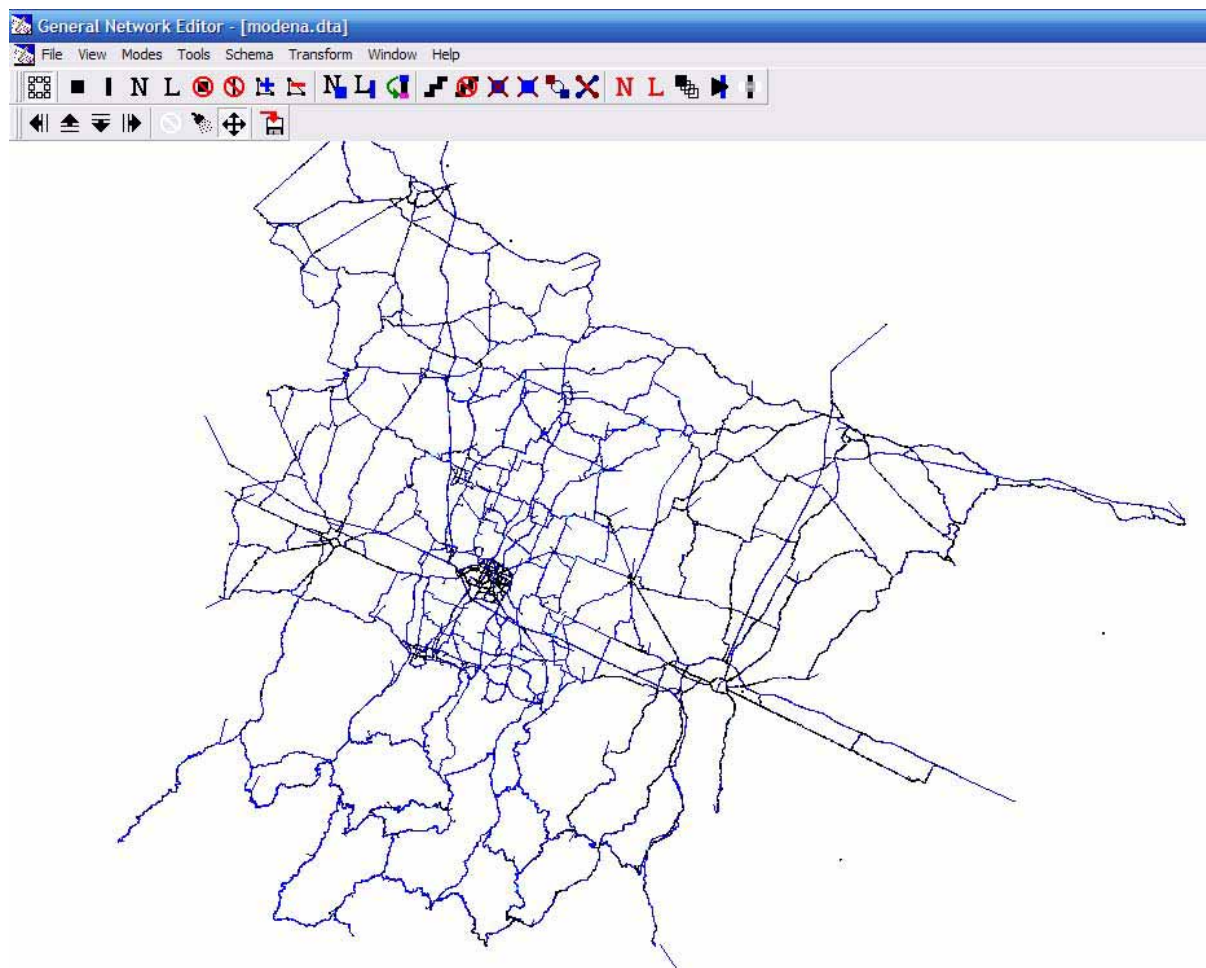 General Network Editor - [modena.dta]
File View Modes Tools Schema Transform Window Help
N L N L N L